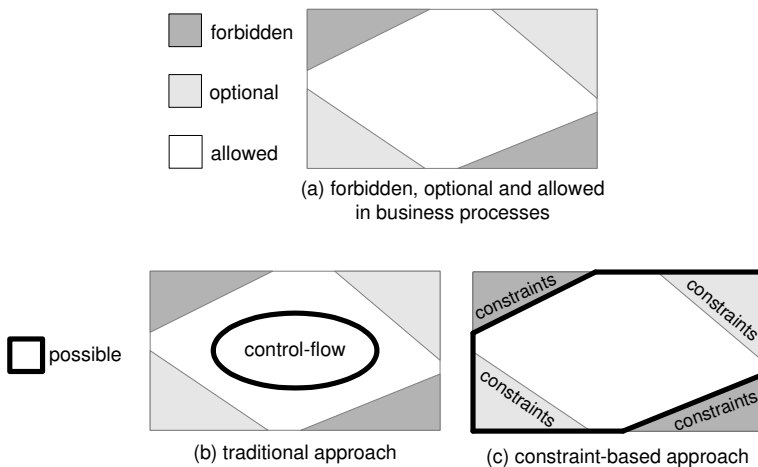 forbidden
optional
allowed
(a) forbidden, optional and allowed
in business processes
possible
control-flow
(b) traditional approach
constraints
constraints
constraints
constraints
(c) constraint-based approach